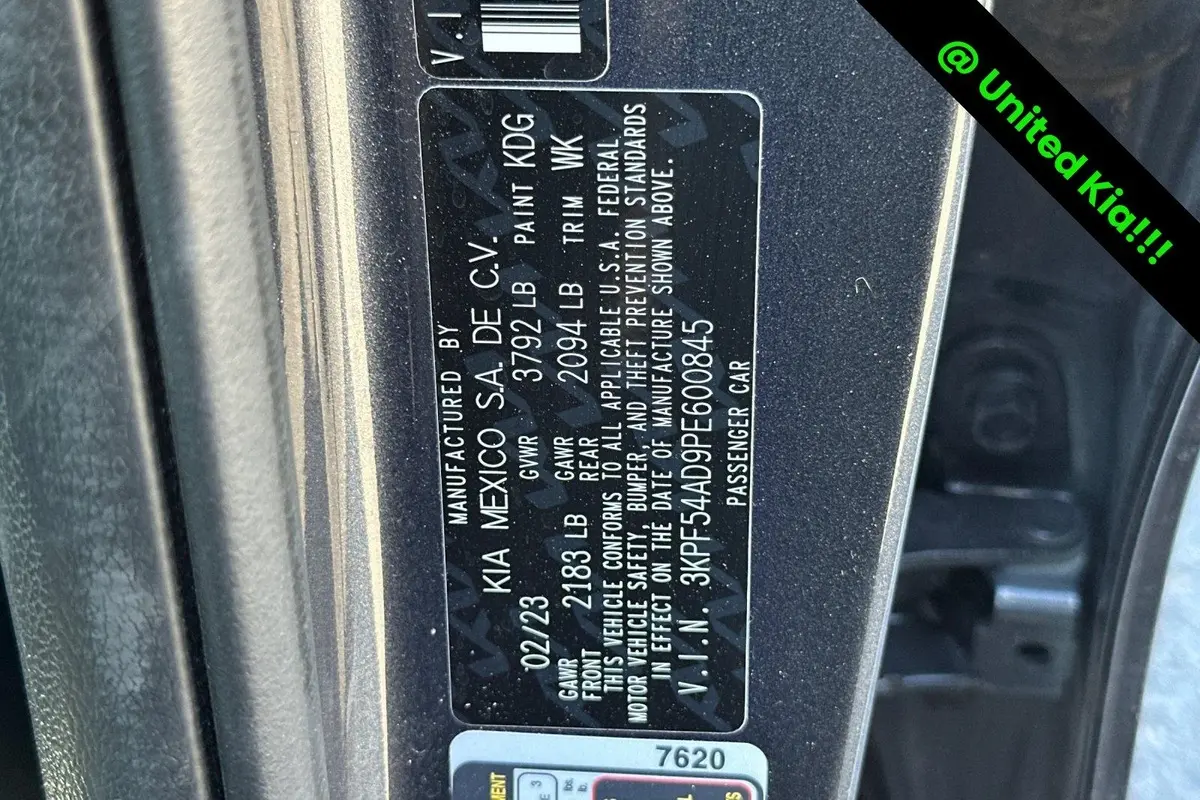 V.I
MANUFACTURED BY
KIA MEXICO S.A. DE C.V.
02/23 GVWR 3792 LB PAINT KDG
GAWR FRONT 2183 LB GAWR REAR 2094 LB TRIM WK
THIS VEHICLE CONFORMS TO ALL APPLICABLE U.S.A. FEDERAL
MOTOR VEHICLE SAFETY, BUMPER, AND THEFT PREVENTION STANDARDS
IN EFFECT ON THE DATE OF MANUFACTURE SHOWN ABOVE.
V.I.N. 3KPF54AD9PE600845
PASSENGER CAR
7620
@ United Kia!!!